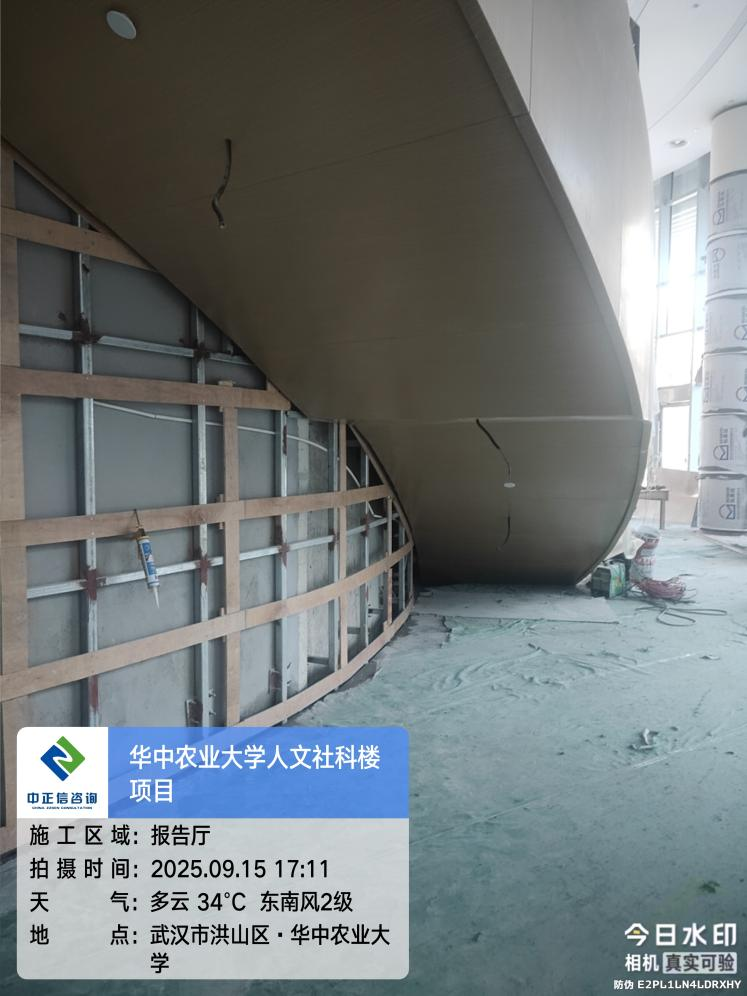 中正信咨询
华中农业大学人文社科楼
项目
施工区域：报告厅
拍摄时间：2025.09.15 17:11
天气：多云 34°C 东南风2级
地点：武汉市洪山区·华中农业大
学
今日水印
相机 真实可验
防伪 E2PL1LN4LDRXHY